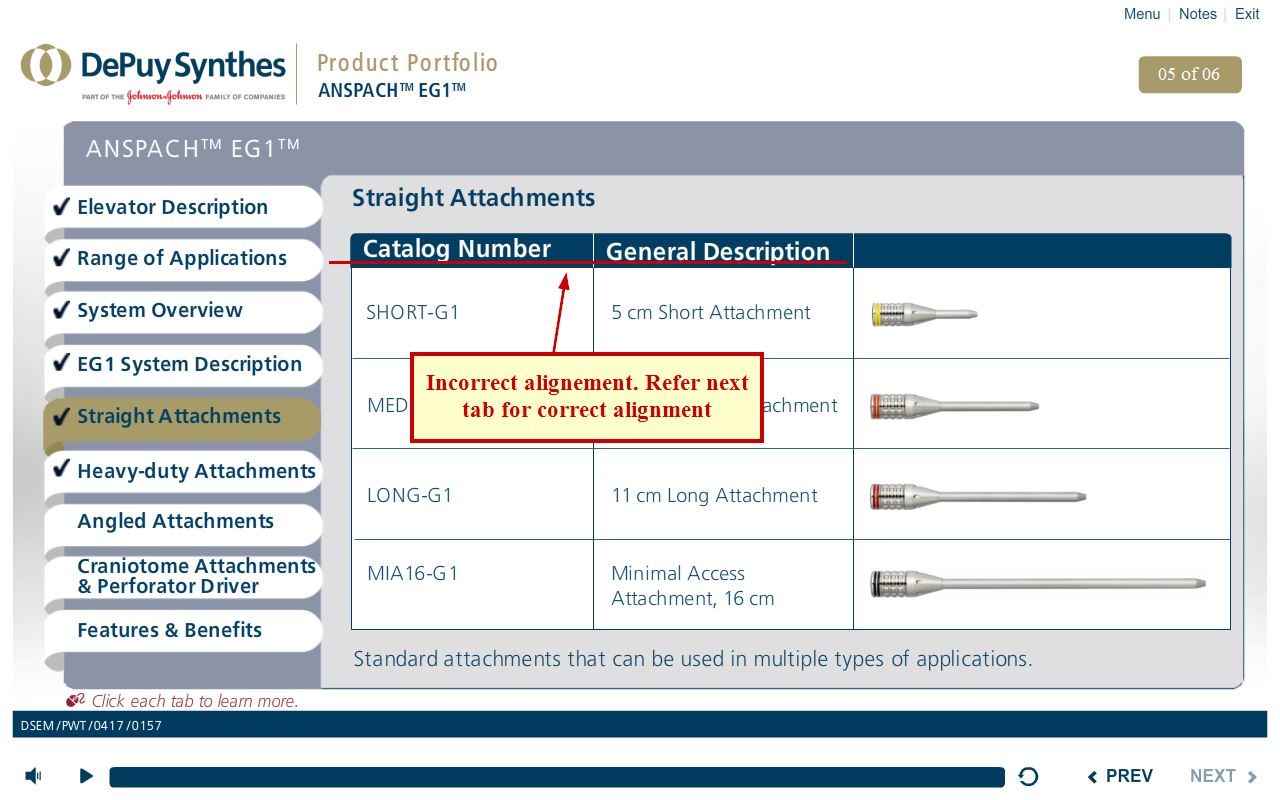 Menu | Notes | Exit
DePuy Synthes
PART OF THE Johnson & Johnson FAMILY OF COMPANIES
Product Portfolio
ANSPACH™ EG1™
05 of 06
ANSPACH™ EG1™
Elevator Description
Range of Applications
System Overview
EG1 System Description
Straight Attachments
Heavy-duty Attachments
Angled Attachments
Craniotome Attachments
& Perforator Driver
Features & Benefits
Click each tab to learn more.
Straight Attachments
Catalog Number General Description
SHORT-G1 5 cm Short Attachment
Incorrect alignement. Refer next
tab for correct alignment
MED achment
LONG-G1 11 cm Long Attachment
MIA16-G1 Minimal Access
Attachment, 16 cm
Standard attachments that can be used in multiple types of applications.
DSEM/PWT/0417/0157
PREV NEXT